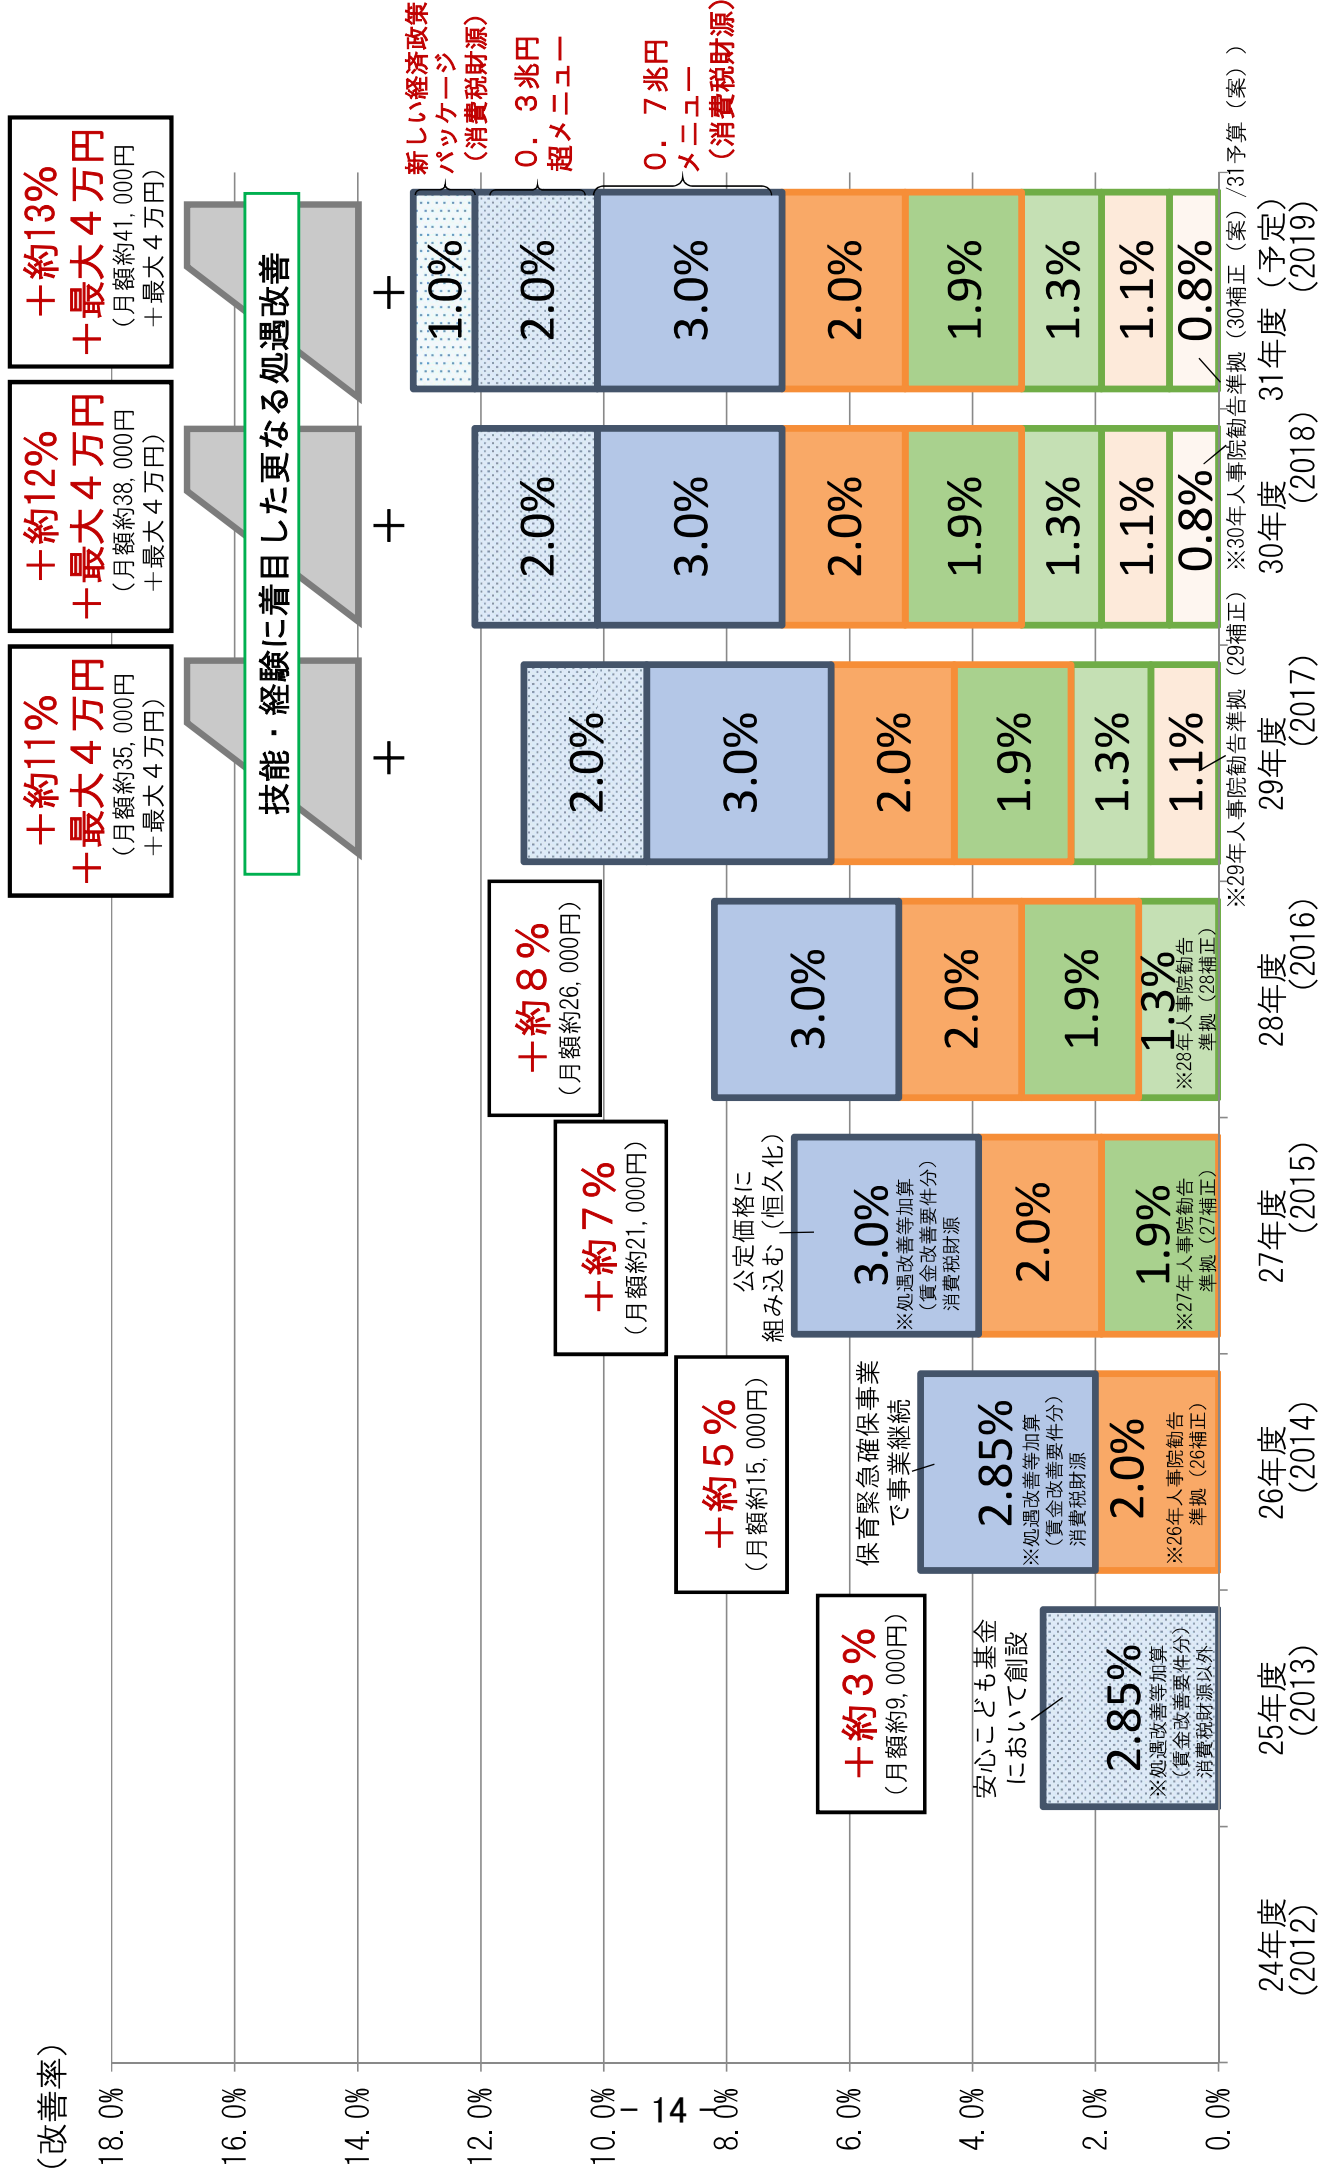 (改善率)
18.0%
16.0%
14.0%
12.0%
10.0%
8.0%
6.0%
4.0%
2.0%
0.0%
- 14 -
24年度
(2012)
25年度
(2013)
26年度
(2014)
27年度
(2015)
28年度
(2016)
29年度
(2017)
30年度
(2018)
31年度(予定)
(2019)
+約3%
(月額約9,000円)
安心こども基金
において創設
2.85%
※処遇改善等加算
(賃金改善要件分)
消費税財源以外
+約5%
(月額約15,000円)
保育緊急確保事業
で事業継続
2.85%
※処遇改善等加算
(賃金改善要件分)
消費税財源
2.0%
※26年人事院勧告
準拠(26補正)
+約7%
(月額約21,000円)
公定価格に
組み込む(恒久化)
3.0%
※処遇改善等加算
(賃金改善要件分)
消費税財源
2.0%
1.9%
※27年人事院勧告
準拠(27補正)
+約8%
(月額約26,000円)
3.0%
2.0%
1.9%
1.3%
※28年人事院勧告
準拠(28補正)
+約11%
+最大4万円
(月額約35,000円
+最大4万円)
技能・経験に着目した更なる処遇改善
+
2.0%
3.0%
2.0%
1.9%
1.3%
1.1%
※29年人事院勧告準拠(29補正)
+約12%
+最大4万円
(月額約38,000円
+最大4万円)
+
2.0%
3.0%
2.0%
1.9%
1.3%
1.1%
0.8%
※30年人事院勧告準拠(30補正(案)/31予算(案))
+約13%
+最大4万円
(月額約41,000円
+最大4万円)
+
1.0%
2.0%
3.0%
2.0%
1.9%
1.3%
1.1%
0.8%
新しい経済政策
パッケージ
(消費税財源)
0.3兆円
超メニュー
0.7兆円
メニュー
(消費税財源)